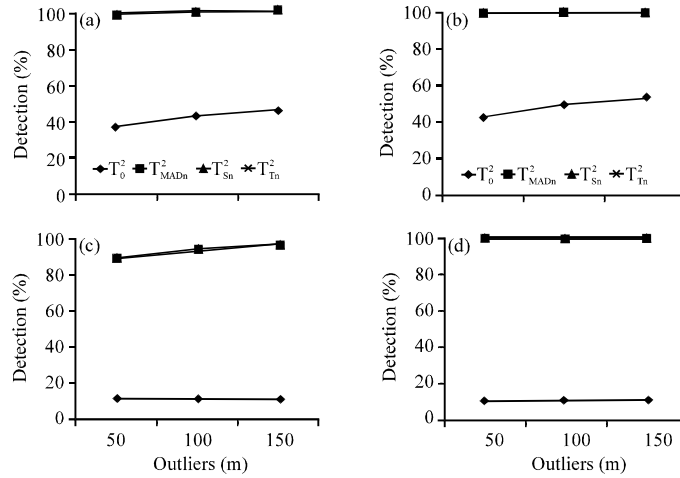 (a)
100
80
60
40
20
0
Detection (%)
T²₀ T²MADn T²Sn T²Tn
(b)
100
80
60
40
20
0
Detection (%)
T²₀ T²MADn T²Sn T²Tn
(c)
100
80
60
40
20
0
Detection (%)
50 100 150
Outliers (m)
(d)
100
80
60
40
20
0
Detection (%)
50 100 150
Outliers (m)